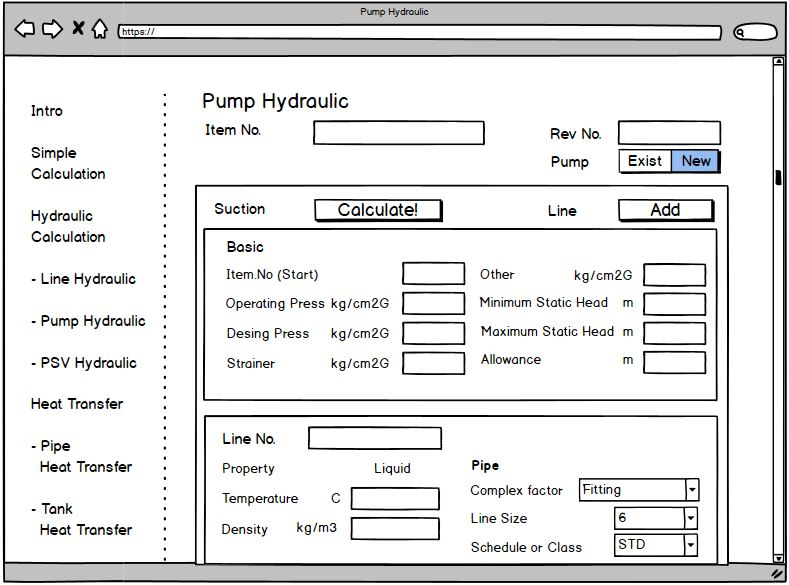 Pump Hydraulic
https://
Intro
Simple
Calculation
Hydraulic
Calculation
- Line Hydraulic
- Pump Hydraulic
- PSV Hydraulic
Heat Transfer
- Pipe
Heat Transfer
- Tank
Heat Transfer
Pump Hydraulic
Item No.
Rev No.
Pump Exist New
Suction Calculate! Line Add
Basic
Item.No (Start)
Operating Press kg/cm2G
Desing Press kg/cm2G
Strainer kg/cm2G
Other kg/cm2G
Minimum Static Head m
Maximum Static Head m
Allowance m
Line No.
Property Liquid
Temperature C
Density kg/m3
Pipe
Complex factor Fitting
Line Size 6
Schedule or Class STD